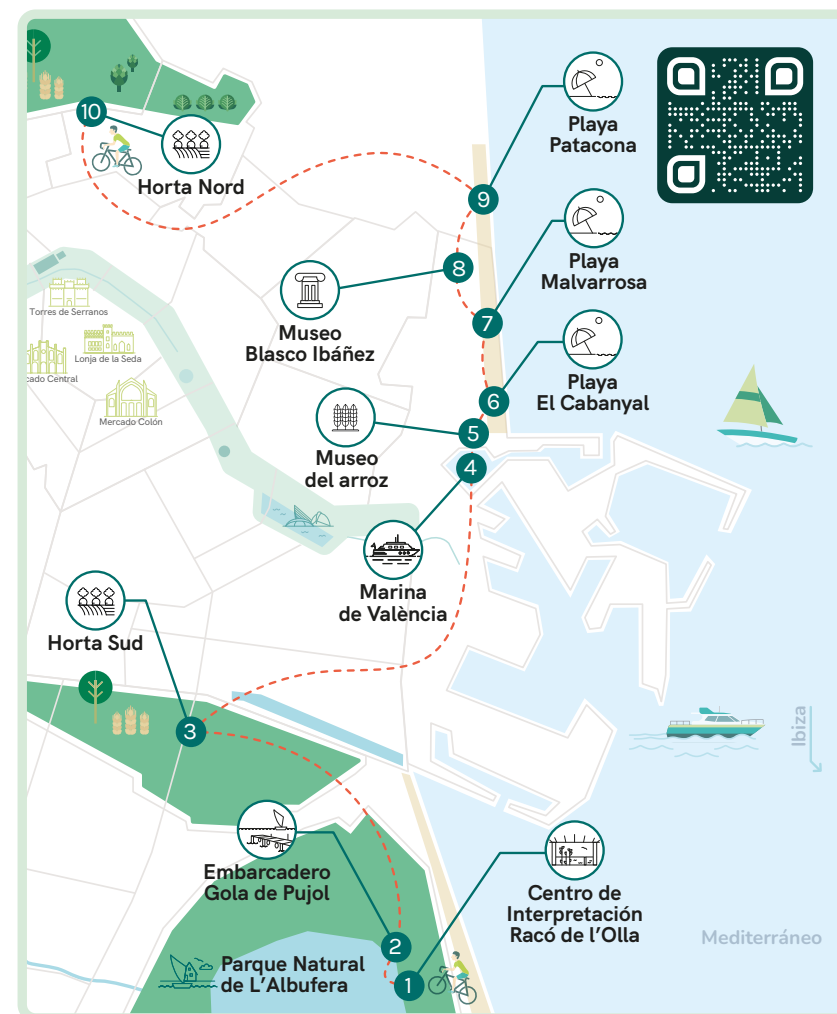 10
Horta Nord
Playa
Patacona
9
8
Museo
Blasco Ibáñez
Playa
Malvarrosa
7
Torres de Serranos
Lonja de la Seda
cado Central
Mercado Colón
Playa
El Cabanyal
6
5
Museo
del arroz
4
Marina
de València
Horta Sud
3
Ibiza
Embarcadero
Gola de Pujol
Centro de
Interpretación
Racó de l’Olla
2
1
Parque Natural
de L’Albufera
Mediterráneo